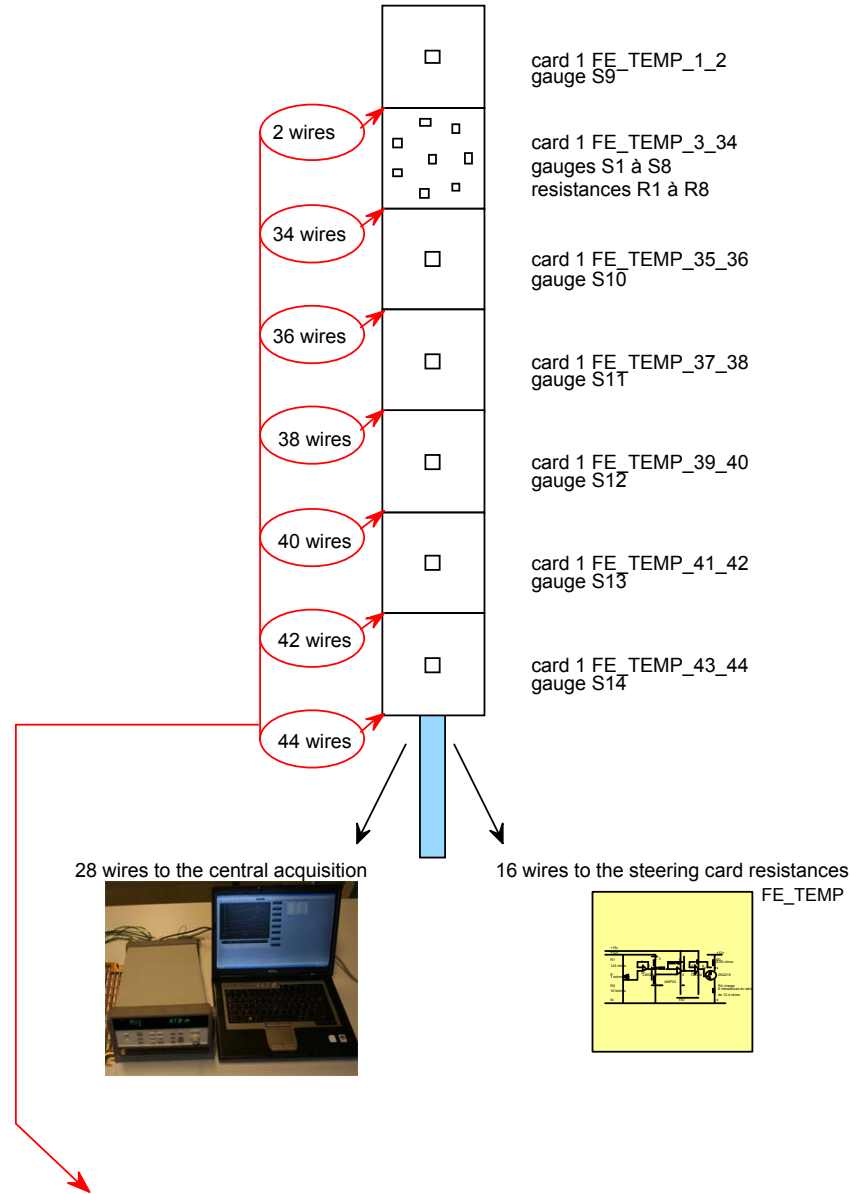 card 1 FE_TEMP_1_2
gauge S9
2 wires
card 1 FE_TEMP_3_34
gauges S1 à S8
resistances R1 à R8
34 wires
card 1 FE_TEMP_35_36
gauge S10
36 wires
card 1 FE_TEMP_37_38
gauge S11
38 wires
card 1 FE_TEMP_39_40
gauge S12
40 wires
card 1 FE_TEMP_41_42
gauge S13
42 wires
card 1 FE_TEMP_43_44
gauge S14
44 wires
28 wires to the central acquisition
16 wires to the steering card resistances
FE_TEMP